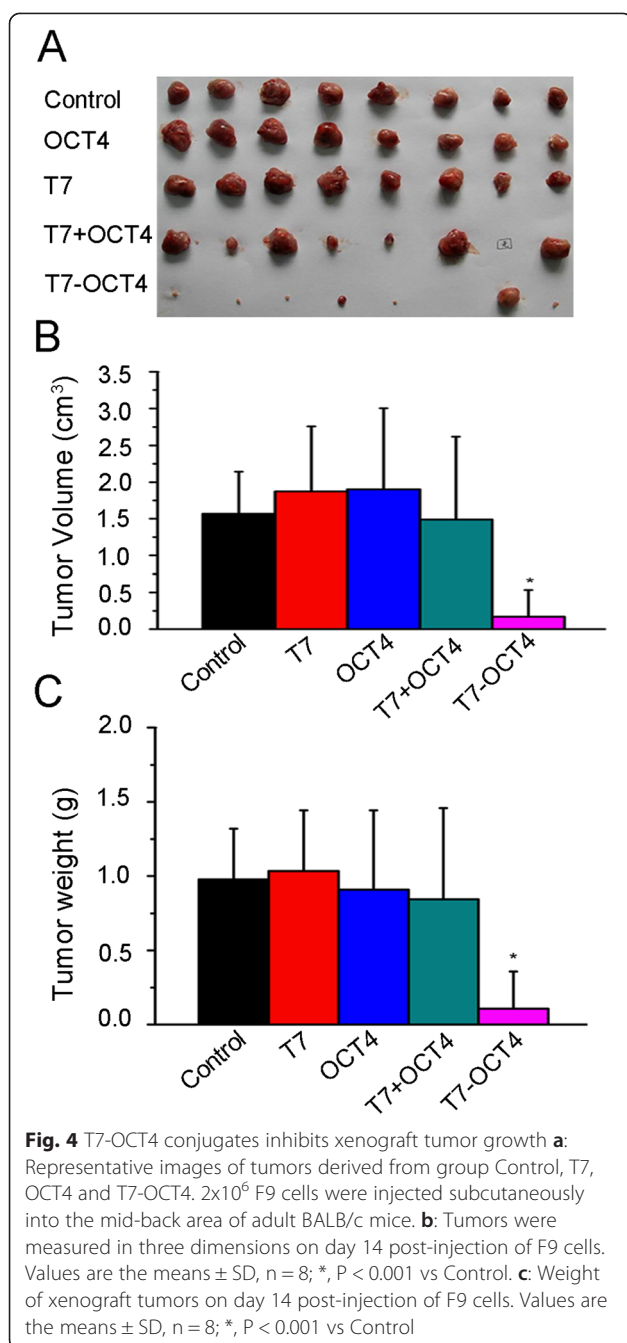 A
Control
OCT4
T7
T7+OCT4
T7-OCT4
B
Tumor Volume (cm³)
3.5
3.0
2.5
2.0
1.5
1.0
0.5
0.0
*
Control
T7
OCT4
T7+OCT4
T7-OCT4
C
Tumor weight (g)
2.0
1.5
1.0
0.5
0.0
*
Control
T7
OCT4
T7+OCT4
T7-OCT4
Fig. 4 T7-OCT4 conjugates inhibits xenograft tumor growth a:
Representative images of tumors derived from group Control, T7,
OCT4 and T7-OCT4. 2x10⁶ F9 cells were injected subcutaneously
into the mid-back area of adult BALB/c mice. b: Tumors were
measured in three dimensions on day 14 post-injection of F9 cells.
Values are the means ± SD, n = 8; *, P < 0.001 vs Control. c: Weight
of xenograft tumors on day 14 post-injection of F9 cells. Values are
the means ± SD, n = 8; *, P < 0.001 vs Control